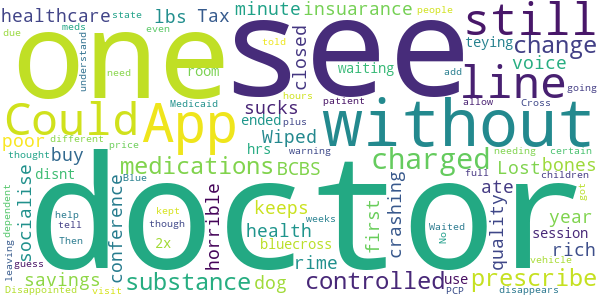 healthcare state lbs Tax minute insurance one see still
due meds even told people
understands need room closed waiting teying change
hours add line voice going
Could App Medicaid sucks patient without allow Cross
plus
poor different price ended Wiped warning needing certain
thought buy medications hrs BCBS charged Lost bones
disnt Blue full children
doctor
dependent socialise help tell conference kept 2x though horrible keeps weeks first crashing Waited No quality ate year got
Then health session
leaving guess bluecross rime rich vehicle
savings substance dog controlled use prescribe
Disappointed visit PCP disappears